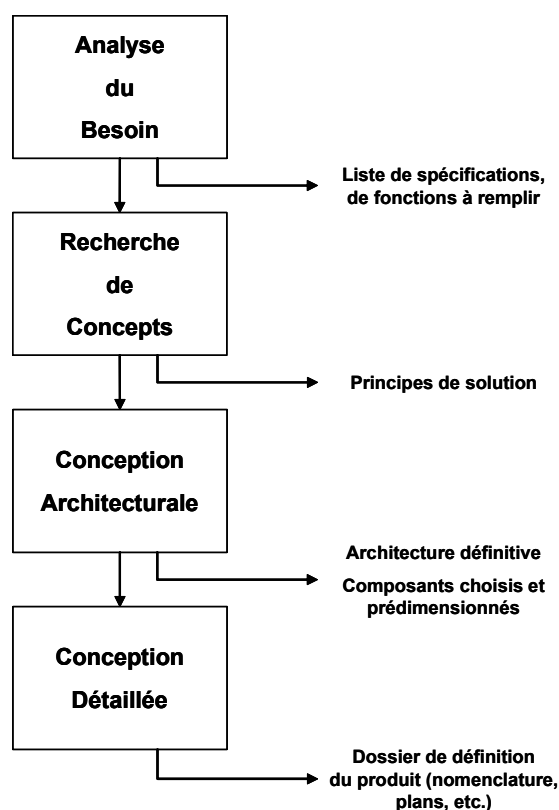 Analyse
du
Besoin
Liste de spécifications,
de fonctions à remplir
Recherche
de
Concepts
Principes de solution
Conception
Architecturale
Architecture définitive
Composants choisis et
prédimensionnés
Conception
Détaillée
Dossier de définition
du produit (nomenclature,
plans, etc.)